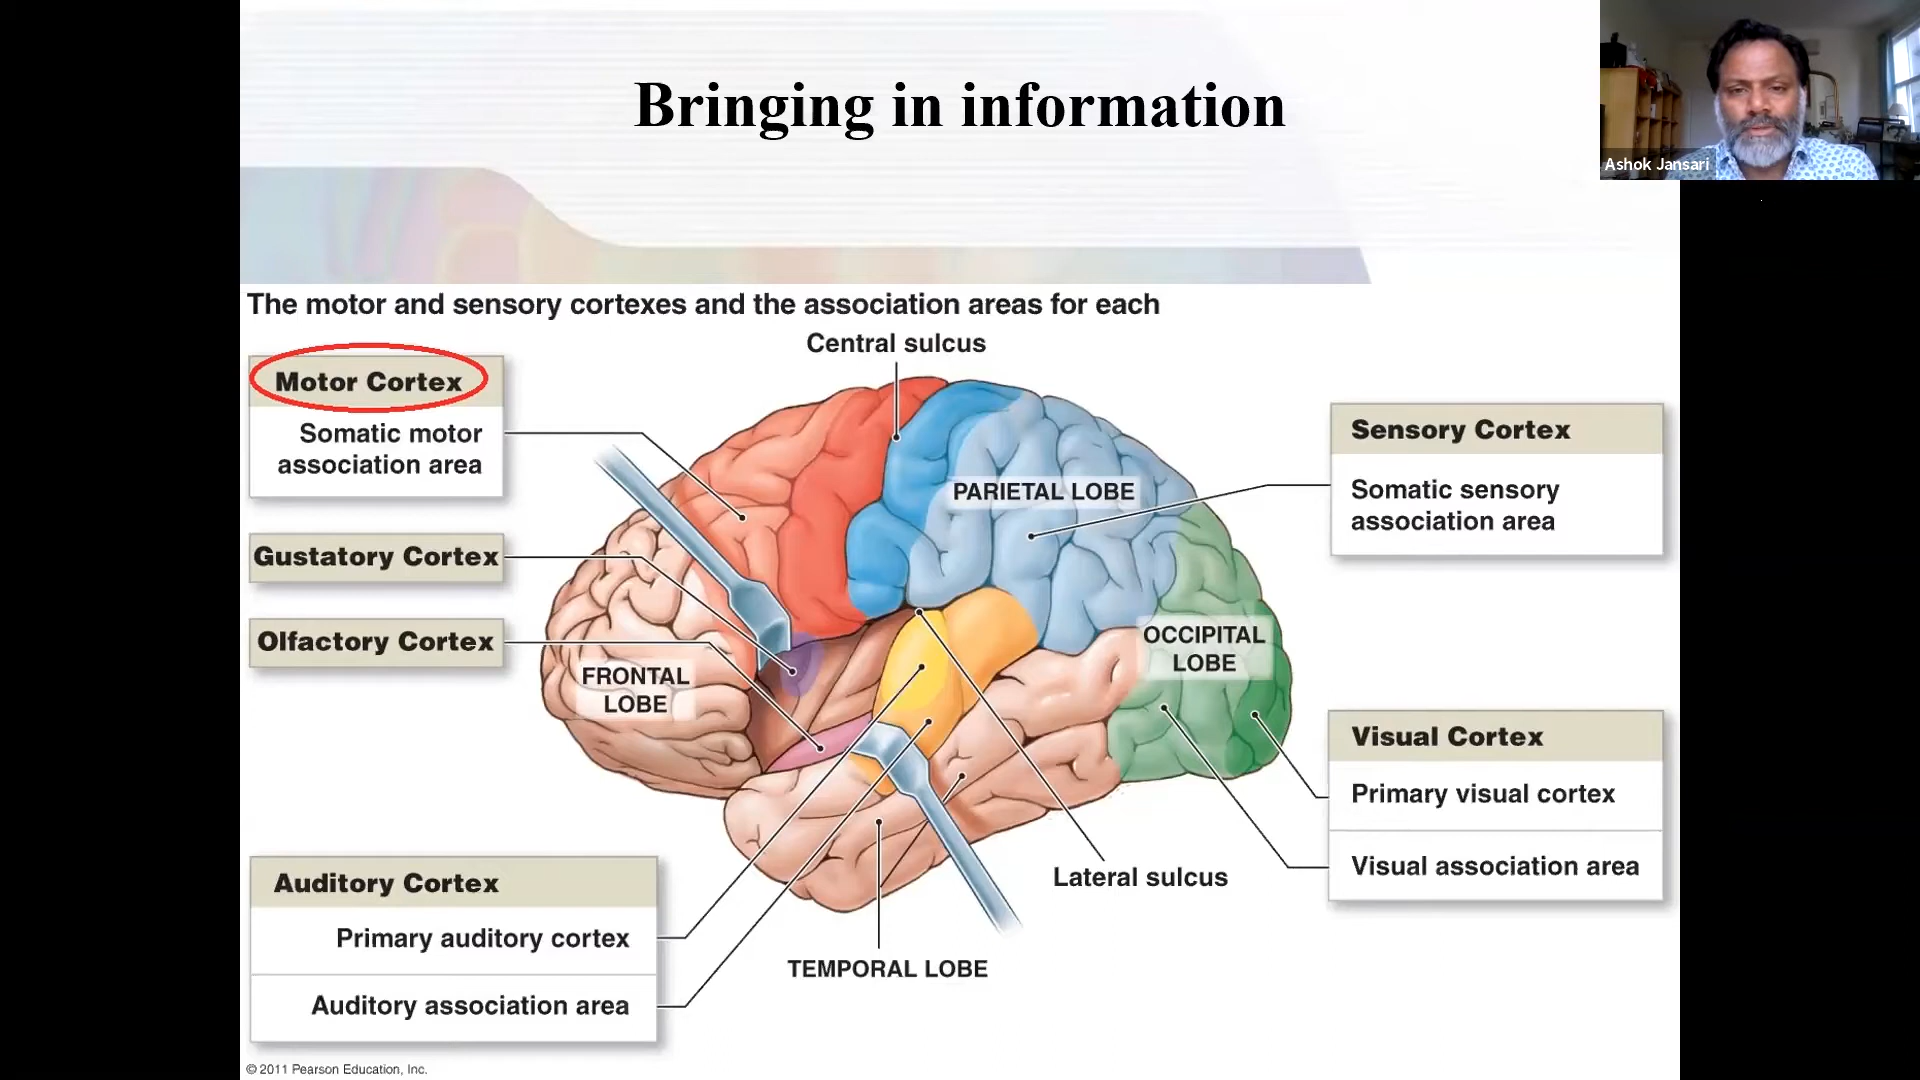 Bringing in information
Ashok Jansari
The motor and sensory cortexes and the association areas for each
Central sulcus
Motor Cortex
Somatic motor
association area
Gustatory Cortex
Olfactory Cortex
FRONTAL
LOBE
PARIETAL LOBE
OCCIPITAL
LOBE
Sensory Cortex
Somatic sensory
association area
Visual Cortex
Primary visual cortex
Visual association area
Auditory Cortex
Primary auditory cortex
Auditory association area
Lateral sulcus
TEMPORAL LOBE
© 2011 Pearson Education, Inc.